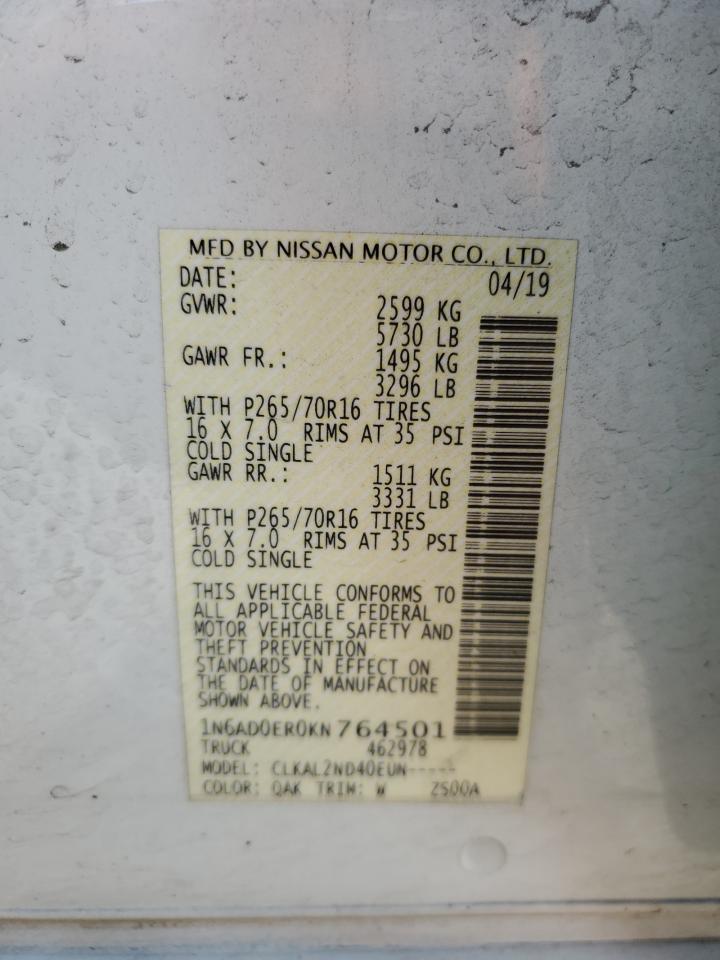 MFD BY NISSAN MOTOR CO., LTD.
DATE: 04/19
GVWR: 2599 KG
5730 LB
GAWR FR.: 1495 KG
3296 LB
WITH P265/70R16 TIRES
16 X 7.0 RIMS AT 35 PSI
COLD SINGLE
GAWR RR.: 1511 KG
3331 LB
WITH P265/70R16 TIRES
16 X 7.0 RIMS AT 35 PSI
COLD SINGLE
THIS VEHICLE CONFORMS TO
ALL APPLICABLE FEDERAL
MOTOR VEHICLE SAFETY AND
THEFT PREVENTION
STANDARDS IN EFFECT ON
THE DATE OF MANUFACTURE
SHOWN ABOVE.
1N6AD0ER0KN764501
TRUCK 462978
MODEL: CLKAL2ND40EUN-----
COLOR: QAK TRIM: W 2S00A